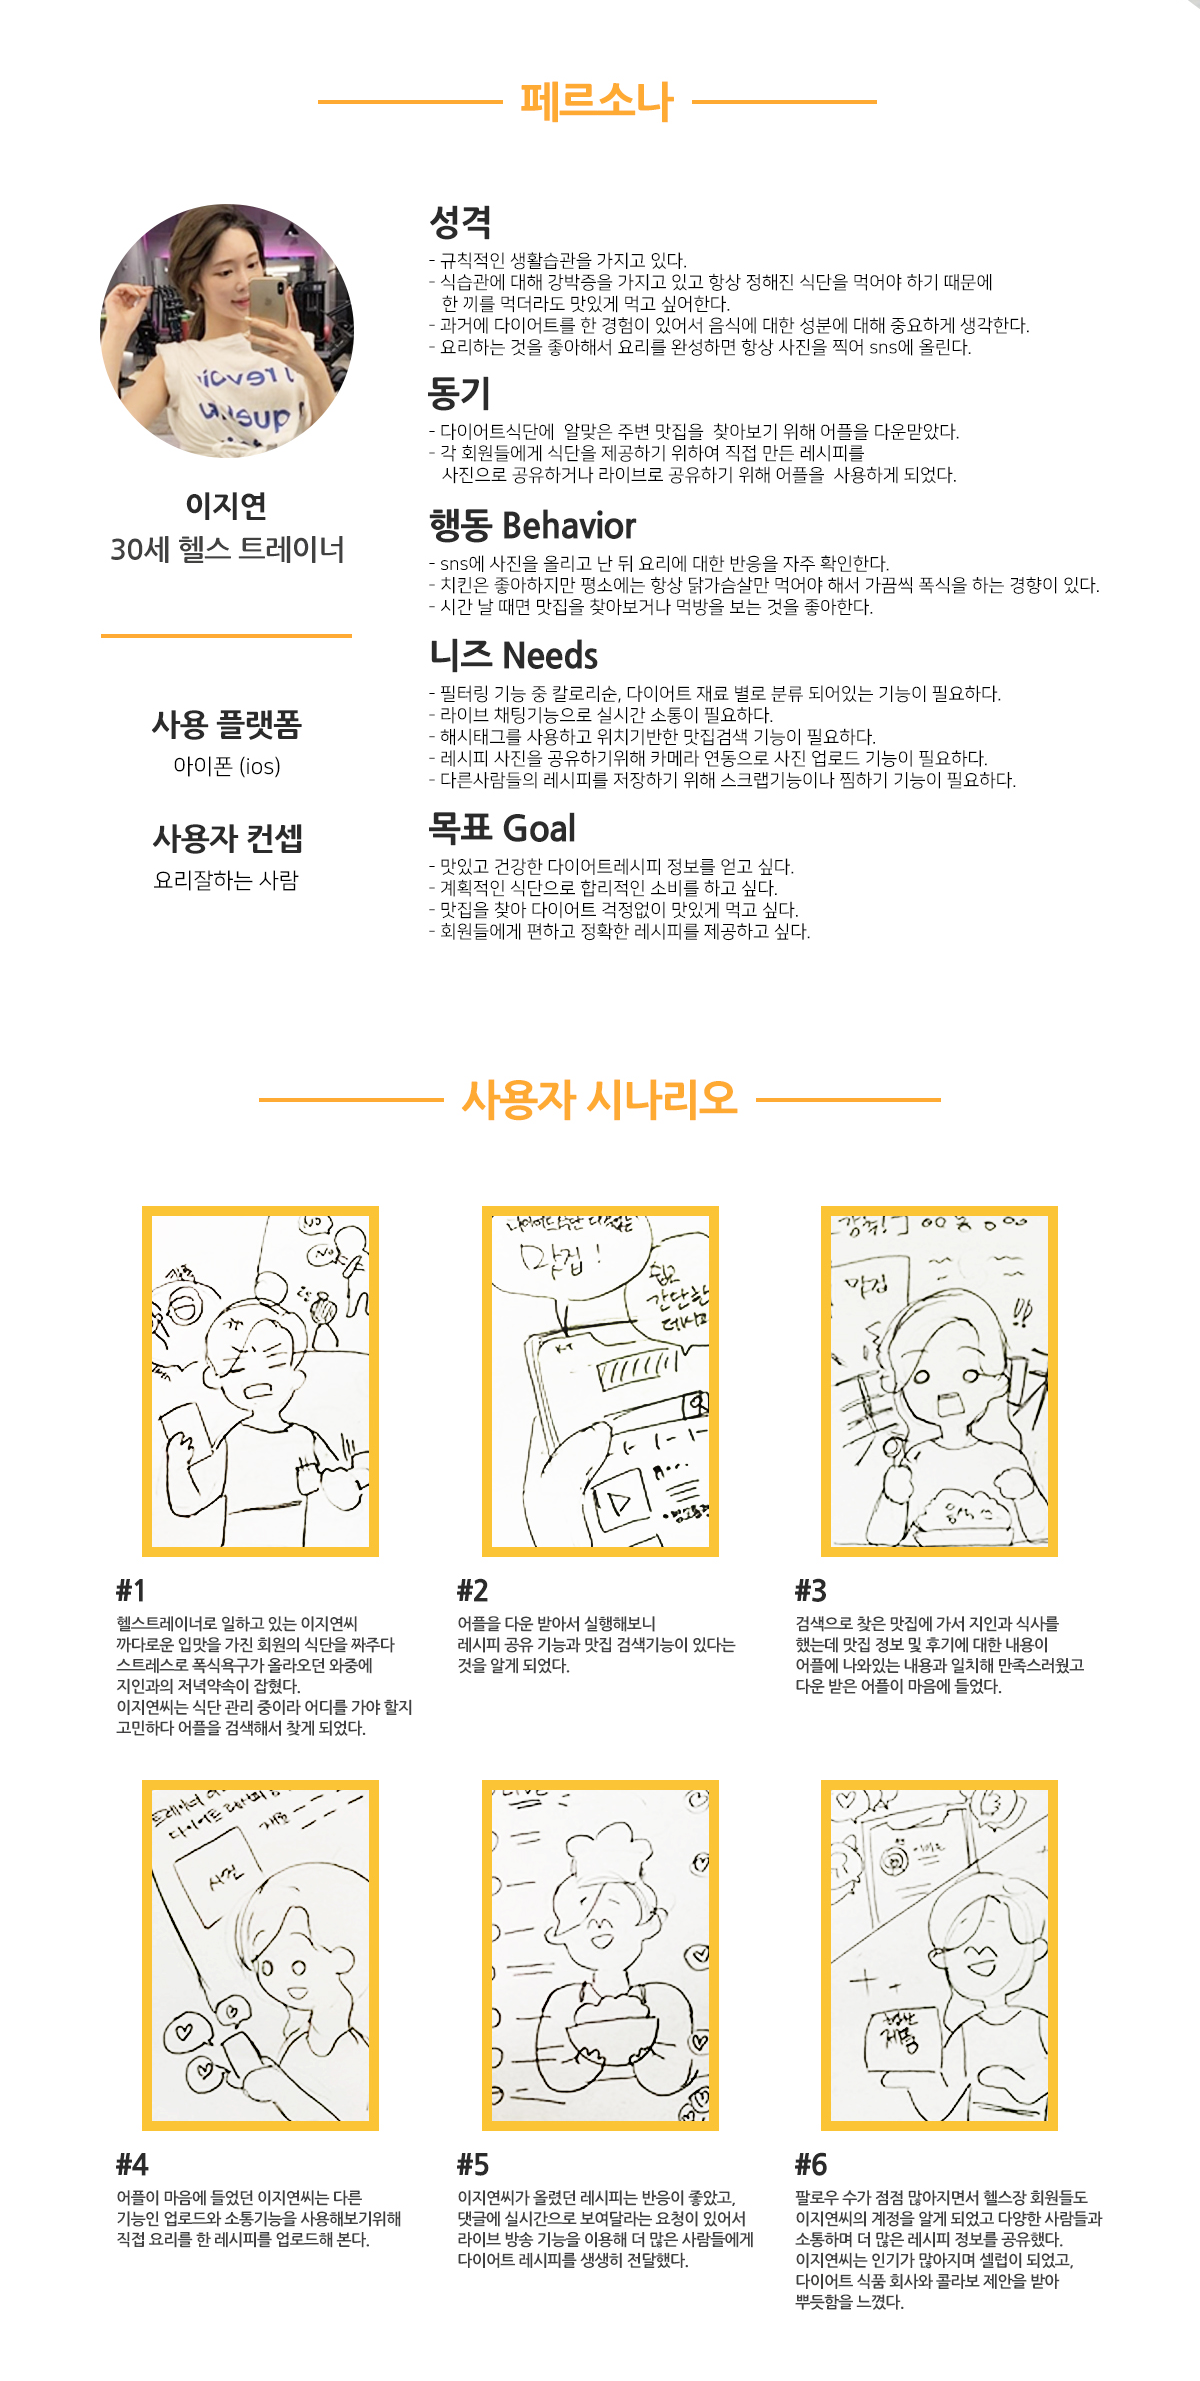 페르소나
이지연
30세 헬스 트레이너
사용 플랫폼
아이폰 (ios)
사용자 컨셉
요리잘하는 사람
성격
- 규칙적인 생활습관을 가지고 있다.
- 식습관에 대해 강박증을 가지고 있고 항상 정해진 식단을 먹어야 하기 때문에
한 끼를 먹더라도 맛있게 먹고 싶어한다.
- 과거에 다이어트를 한 경험이 있어서 음식에 대한 성분에 대해 중요하게 생각한다.
- 요리하는 것을 좋아해서 요리를 완성하면 항상 사진을 찍어 sns에 올린다.
동기
- 다이어트식단에 알맞은 주변 맛집을 찾아보기 위해 어플을 다운맏았다.
- 각 회원들에게 식단을 제공하기 위하여 직접 만든 레시피를
사진으로 공유하거나 라이브로 공유하기 위해 어플을 사용하게 되었다.
행동 Behavior
- sns에 사진을 올리고 난 뒤 요리에 대한 반응을 자주 확인한다.
- 치킨은 좋아하지만 평소에는 항상 닭가슴살만 먹어야 해서 가끔씩 폭식을 하는 경향이 있다.
- 시간 날 때면 맛집을 찾아보거나 먹방을 보는 것을 좋아한다.
니즈 Needs
- 필터링 기능 중 칼로리순, 다이어트 재료 별로 분류 되어있는 기능이 필요하다.
- 라이브 채팅기능으로 실시간 소통이 필요하다.
- 해시태그를 사용하고 위치기반한 맛집검색 기능이 필요하다.
- 레시피 사진을 공유하기위해 카메라 연동으로 사진 업로드 기능이 필요하다.
- 다른사람들의 레시피를 저장하기 위해 스크랩기능이나 찜하기 기능이 필요하다.
목표 Goal
- 맛있고 건강한 다이어트레시피 정보를 얻고 싶다.
- 계획적인 식단으로 합리적인 소비를 하고 싶다.
- 맛집을 찾아 다이어트 걱정없이 맛있게 먹고 싶다.
- 회원들에게 편하고 정확한 레시피를 제공하고 싶다.
사용자 시나리오
NO
NO
맛집!
쉽고
간단한
맛집
음식
#1
헬스트레이너로 일하고 있는 이지연씨
까다로운 입맛을 가진 회원의 식단을 짜주다
스트레스로 폭식욕구가 올라오던 와중에
지인과의 저녁약속이 잡혔다.
이지연씨는 식단 관리 중이라 어디를 가야 할지
고민하다 어플을 검색해서 찾게 되었다.
#2
어플을 다운 받아서 실행해보니
레시피 공유 기능과 맛집 검색기능이 있다는
것을 알게 되었다.
#3
검색으로 찾은 맛집에 가서 지인과 식사를
했는데 맛집 정보 및 후기에 대한 내용이
어플에 나와있는 내용과 일치해 만족스러웠고
다운 받은 어플이 마음에 들었다.
트레이너
다이어트 레시피
재료
사진
LIVE
제품
#4
어플이 마음에 들었던 이지연씨는 다른
기능인 업로드와 소통기능을 사용해보기위해
직접 요리를 한 레시피를 업로드해 본다.
#5
이지연씨가 올렸던 레시피는 반응이 좋았고,
댓글에 실시간으로 보여달라는 요청이 있어서
라이브 방송 기능을 이용해 더 많은 사람들에게
다이어트 레시피를 생생히 전달했다.
#6
팔로우 수가 점점 많아지면서 헬스장 회원들도
이지연씨의 계정을 알게 되었고 다양한 사람들과
소통하며 더 많은 레시피 정보를 공유했다.
이지연씨는 인기가 많아지며 셀럽이 되었고,
다이어트 식품 회사와 콜라보 제안을 받아
뿌듯함을 느꼈다.